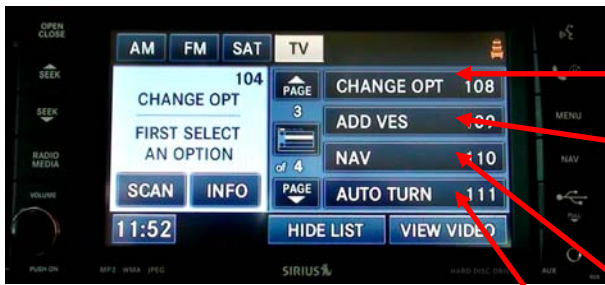 OPEN
CLOSE
SEEK
SEEK
RADIO
MEDIA
VOLUME
PUSH ON
AM FM SAT TV
104
CHANGE OPT
FIRST SELECT
AN OPTION
SCAN INFO
11:52
PAGE
3
of 4
PAGE
CHANGE OPT 108
ADD VES 109
NAV 110
AUTO TURN 111
HIDE LIST VIEW VIDEO
MP3 WMA JPEG
SIRIUS
HARD DISC DRIVE
MENU
NAV
PULL
AUX